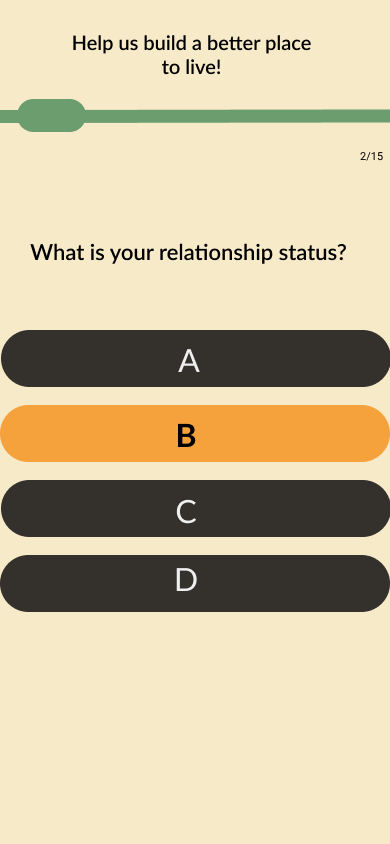 Help us build a better place
to live!
2/15
What is your relationship status?
A
B
C
D